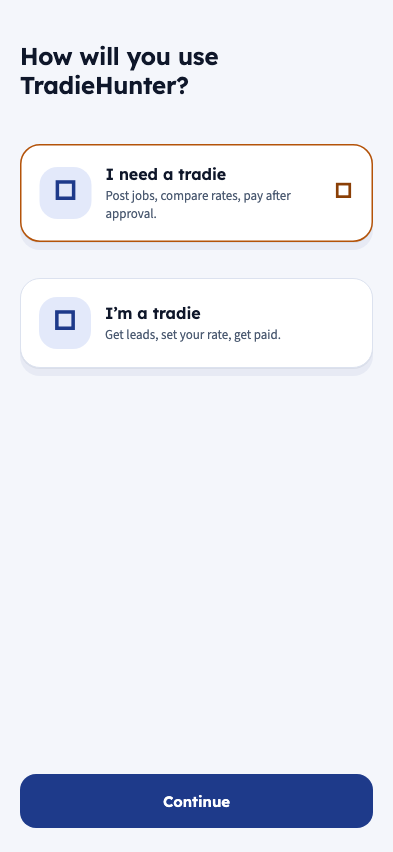 How will you use
TradieHunter?
I need a tradie
Post jobs, compare rates, pay after
approval.
I’m a tradie
Get leads, set your rate, get paid.
Continue